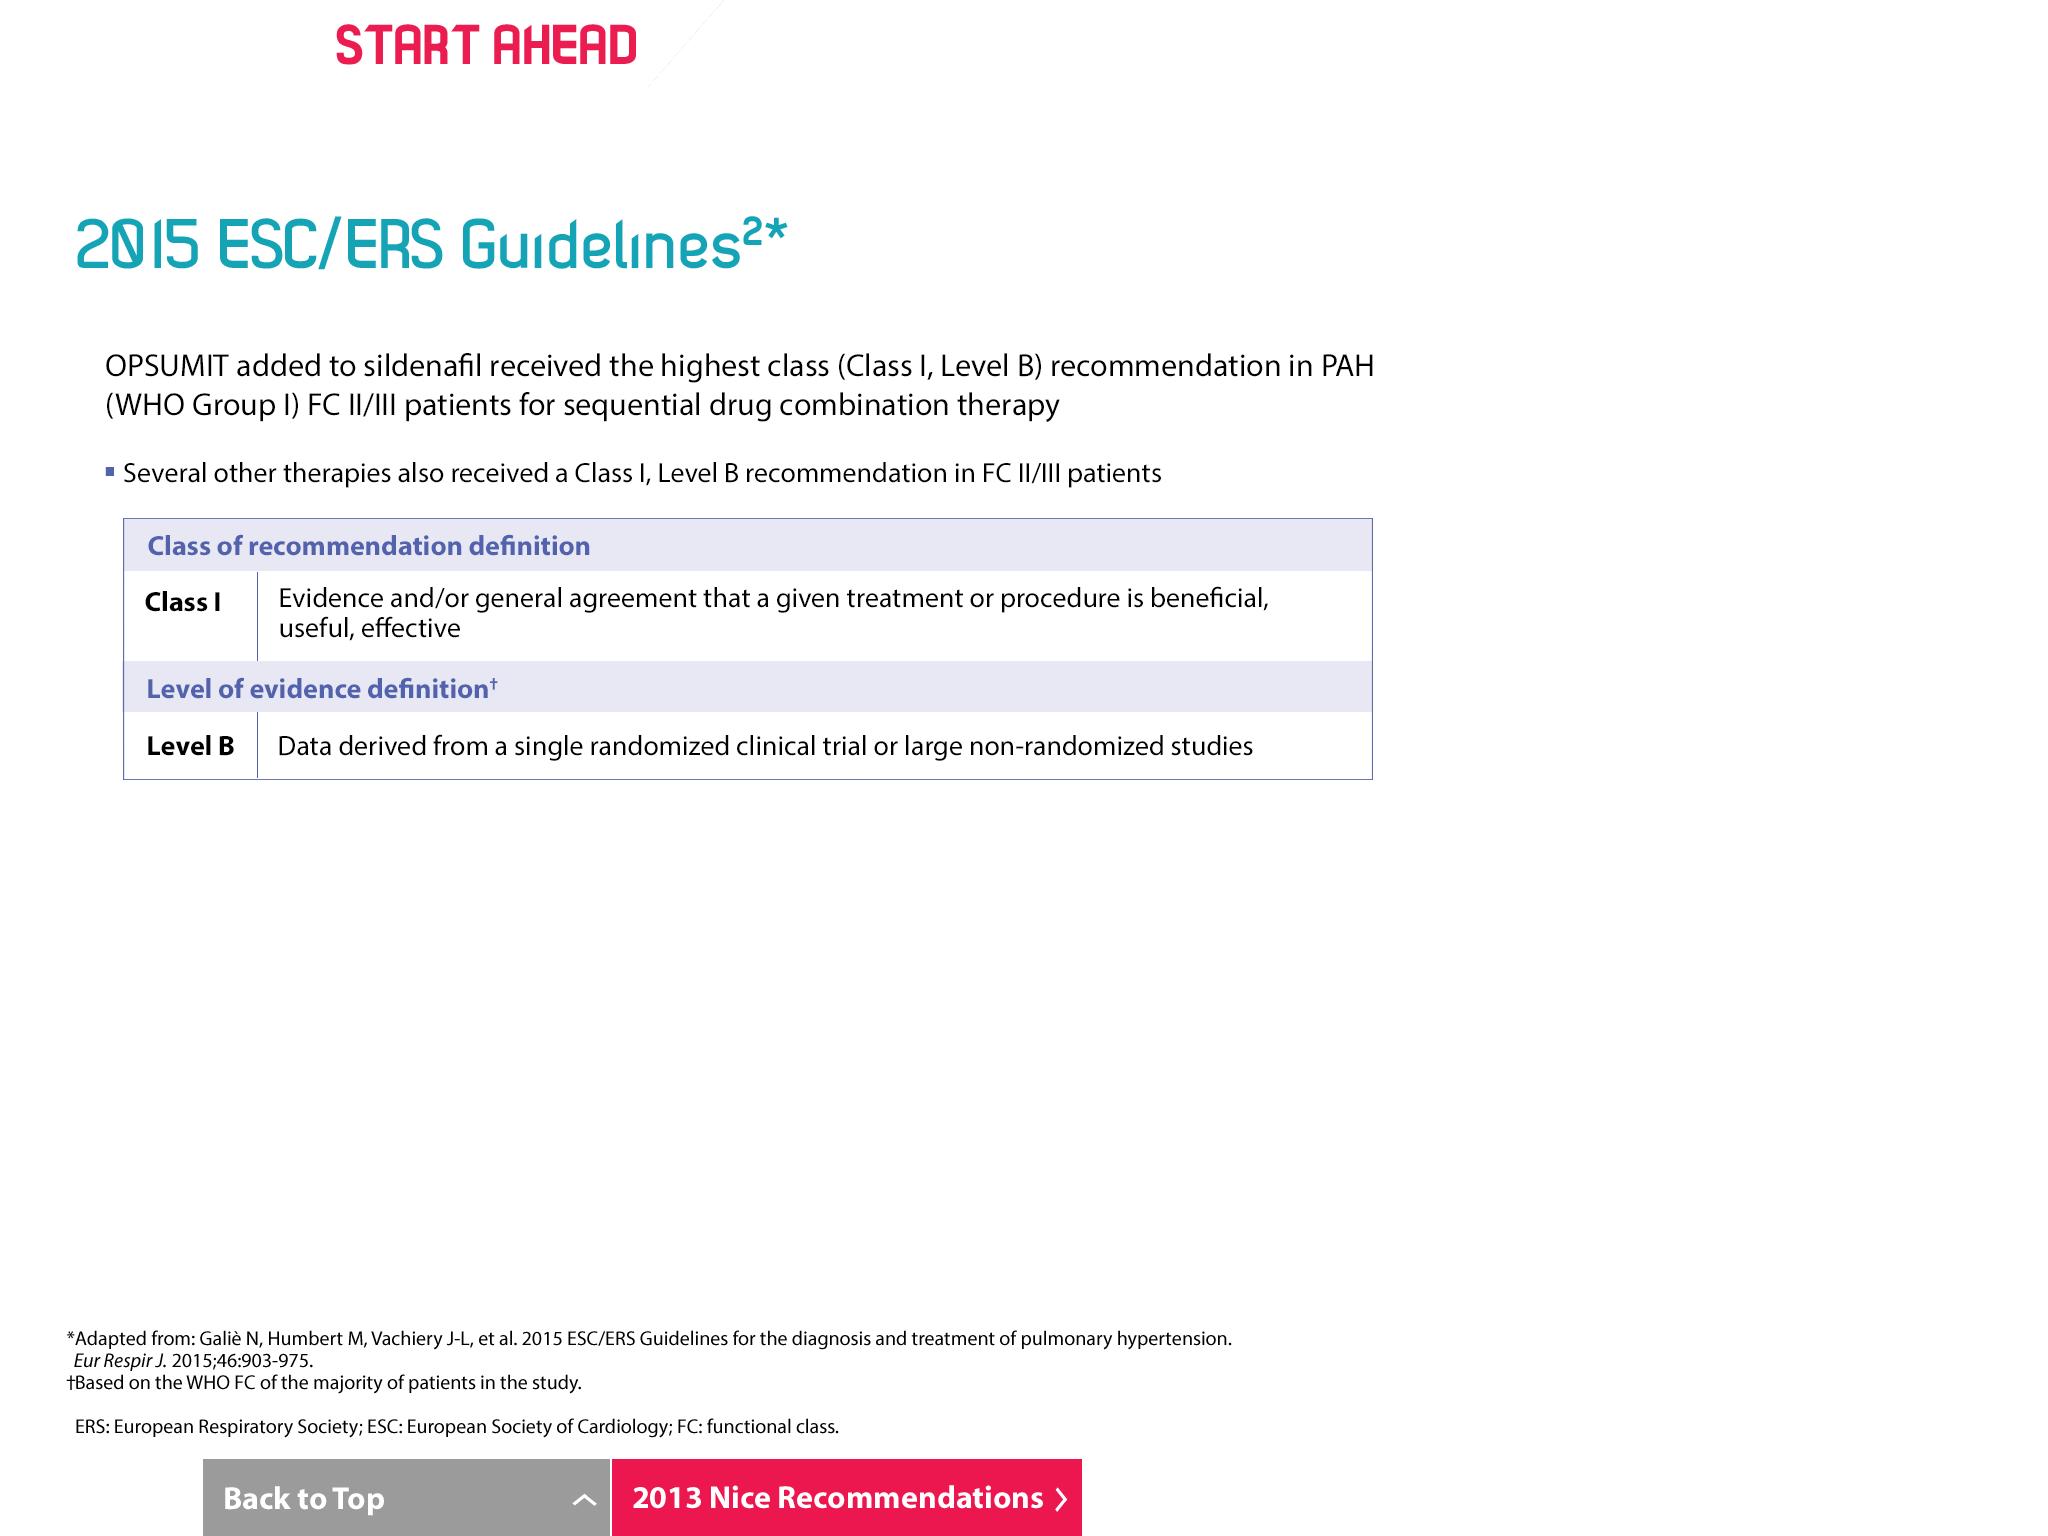 START AHEAD
2015 ESC/ERS Guidelines²*
OPSUMIT added to sildenafil received the highest class (Class I, Level B) recommendation in PAH
(WHO Group I) FC II/III patients for sequential drug combination therapy
▪ Several other therapies also received a Class I, Level B recommendation in FC II/III patients
Class of recommendation definition
Class I Evidence and/or general agreement that a given treatment or procedure is beneficial,
useful, effective
Level of evidence definition†
Level B Data derived from a single randomized clinical trial or large non-randomized studies
*Adapted from: Galiè N, Humbert M, Vachiery J-L, et al. 2015 ESC/ERS Guidelines for the diagnosis and treatment of pulmonary hypertension.
Eur Respir J. 2015;46:903-975.
†Based on the WHO FC of the majority of patients in the study.
ERS: European Respiratory Society; ESC: European Society of Cardiology; FC: functional class.
Back to Top
2013 Nice Recommendations